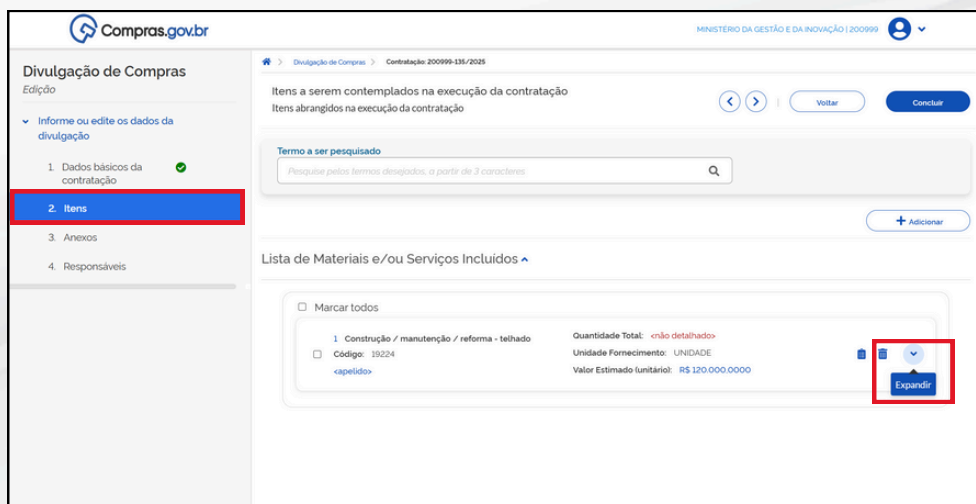 Compras.gov.br
MINISTÉRIO DA GESTÃO E DA INOVAÇÃO | 200999
Divulgação de Compras
Edição
Informe ou edite os dados da
divulgação
1. Dados básicos da
contratação
2. Itens
3. Anexos
4. Responsáveis
Divulgação de Compras > Contratação: 200999-135/2025
Itens a serem contemplados na execução da contratação
Itens abrangidos na execução da contratação
Voltar
Concluir
Termo a ser pesquisado
Pesquise pelos termos desejados, a partir de 3 caracteres
+ Adicionar
Lista de Materiais e/ou Serviços Incluídos
Marcar todos
1 Construção / manutenção / reforma - telhado
Código: 19224
<apelido>
Quantidade Total: <não detalhado>
Unidade Fornecimento: UNIDADE
Valor Estimado (unitário): R$ 120.000,0000
Expandir